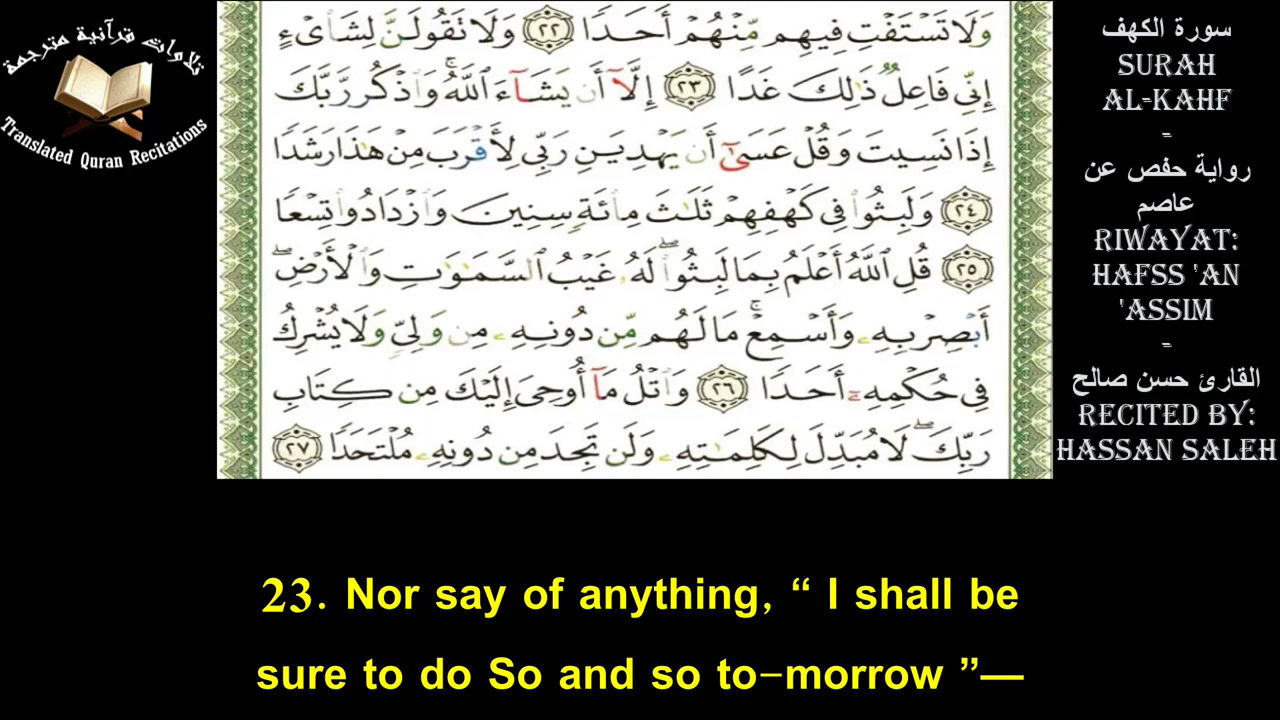 تلاوات قرآنية مترجمة
Translated Quran Recitations
وَلَا تَسْتَفْتِ فِيهِم مِّنْهُمْ أَحَدًا ٢٢ وَلَا تَقُولَنَّ لِشَاْىْءٍ
إِنِّى فَاعِلٌ ذَٰلِكَ غَدًا ٢٣ إِلَّآ أَن يَشَآءَ ٱللَّهُ ۚ وَٱذْكُر رَّبَّكَ
إِذَا نَسِيتَ وَقُلْ عَسَىٰٓ أَن يَهْدِيَنِ رَبِّى لِأَقْرَبَ مِنْ هَٰذَا رَشَدًا
٢٤ وَلَبِثُوا۟ فِى كَهْفِهِمْ ثَلَٰثَ مِا۟ئَةٍ سِنِينَ وَٱزْدَادُوا۟ تِسْعًا
٢٥ قُلِ ٱللَّهُ أَعْلَمُ بِمَا لَبِثُوا۟ ۖ لَهُۥ غَيْبُ ٱلسَّمَٰوَٰتِ وَٱلْأَرْضِ ۖ
أَبْصِرْ بِهِۦ وَأَسْمِعْ ۚ مَا لَهُم مِّن دُونِهِۦ مِن وَلِىٍّ وَلَا يُشْرِكُ
فِى حُكْمِهِۦٓ أَحَدًا ٢٦ وَٱتْلُ مَآ أُوحِىَ إِلَيْكَ مِن كِتَابِ
رَبِّكَ ۖ لَا مُبَدِّلَ لِكَلِمَٰتِهِۦ وَلَن تَجِدَ مِن دُونِهِۦ مُلْتَحَدًا ٢٧
سورة الكهف
SURAH
AL-KAHF
-
رواية حفص عن
عاصم
RIWAYAT:
HAFSS 'AN
'ASSIM
-
القارئ حسن صالح
RECITED BY:
HASSAN SALEH
23. Nor say of anything, “ I shall be
sure to do So and so to-morrow ”—